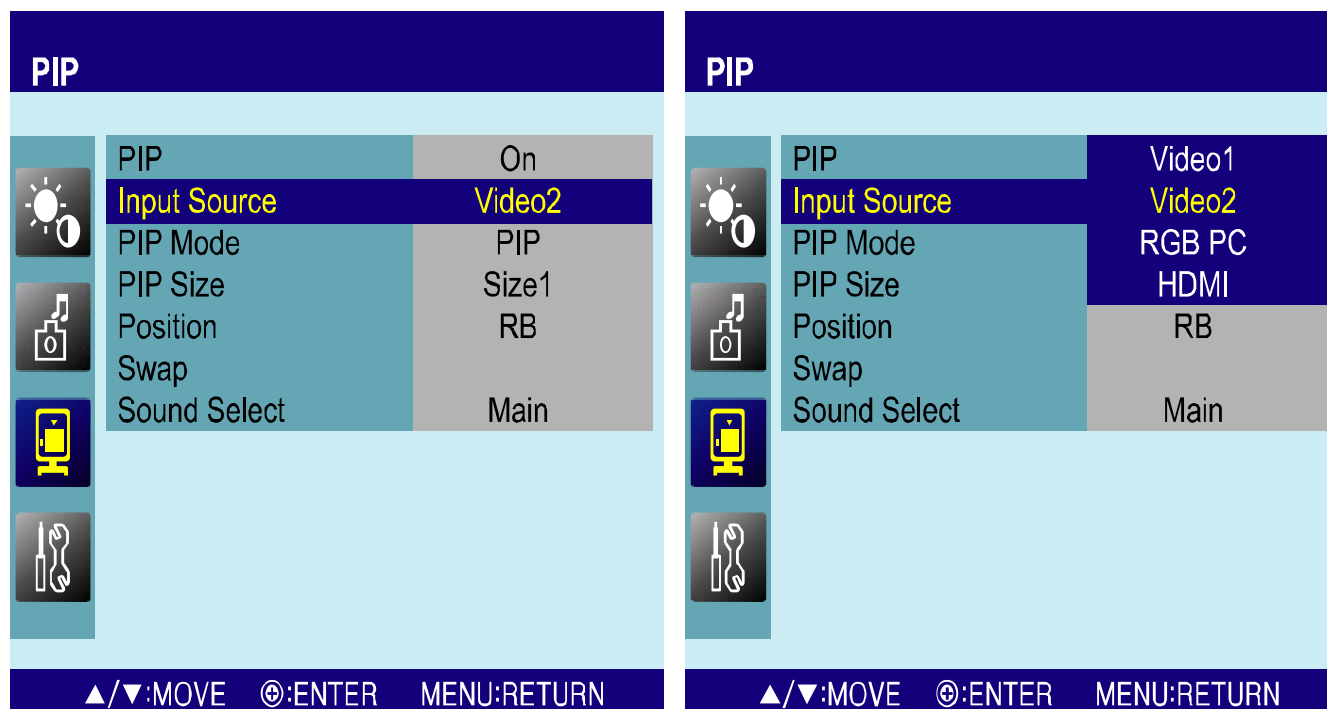 PIP
PIP On
Input Source Video2
PIP Mode PIP
PIP Size Size1
Position RB
Swap
Sound Select Main
▲/▼:MOVE ⊕:ENTER MENU:RETURN
PIP
PIP Video1
Input Source Video2
PIP Mode RGB PC
PIP Size HDMI
Position RB
Swap
Sound Select Main
▲/▼:MOVE ⊕:ENTER MENU:RETURN